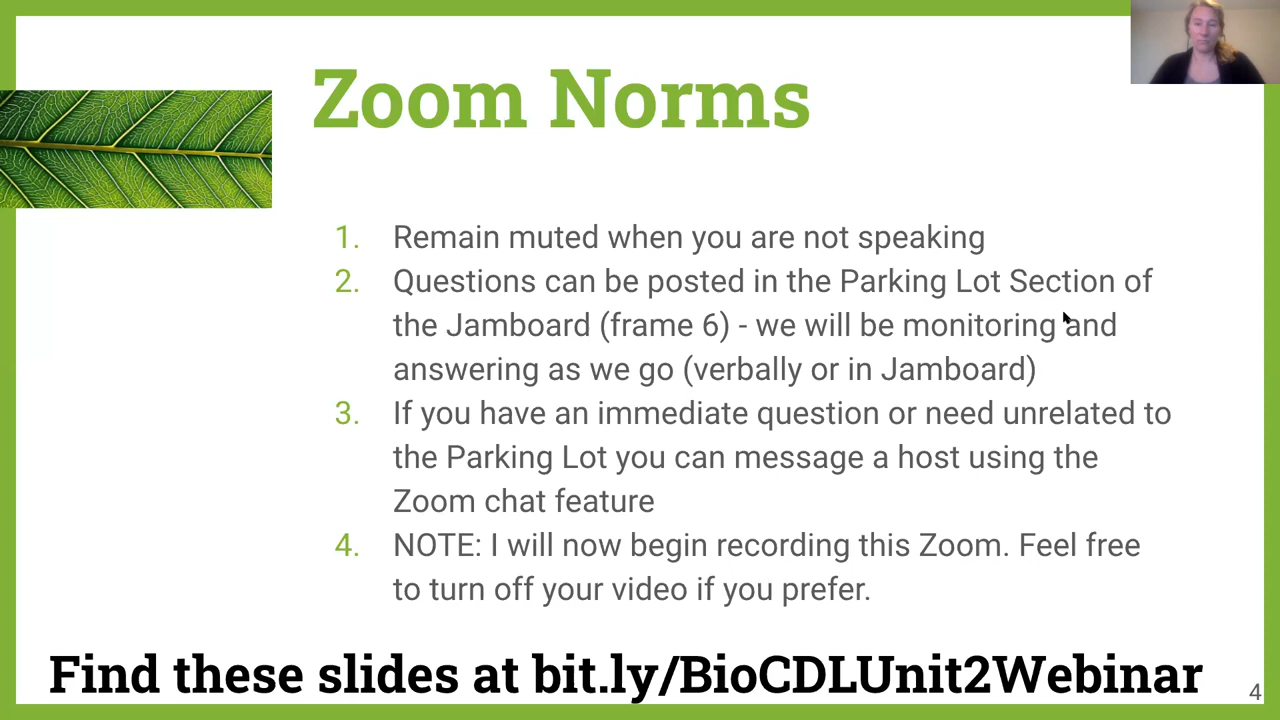 Zoom Norms
1. Remain muted when you are not speaking
2. Questions can be posted in the Parking Lot Section of
the Jamboard (frame 6) - we will be monitoring and
answering as we go (verbally or in Jamboard)
3. If you have an immediate question or need unrelated to
the Parking Lot you can message a host using the
Zoom chat feature
4. NOTE: I will now begin recording this Zoom. Feel free
to turn off your video if you prefer.
Find these slides at bit.ly/BioCDLUnit2Webinar
4